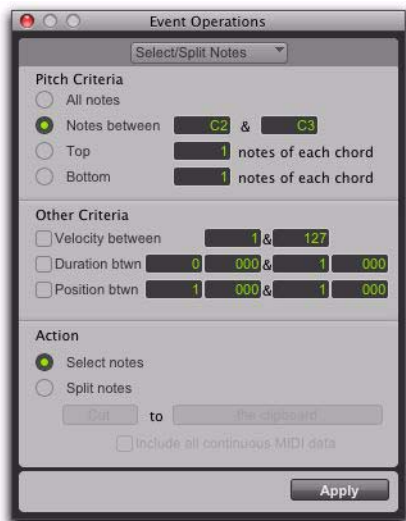 Event Operations
Select/Split Notes
Pitch Criteria
All notes
Notes between C2 & C3
Top 1 notes of each chord
Bottom 1 notes of each chord
Other Criteria
Velocity between 1 & 127
Duration btwn 0 000 & 1 000
Position btwn 1 000 & 1 000
Action
Select notes
Split notes
Cut to the clipboard
Include all continuous MIDI data
Apply